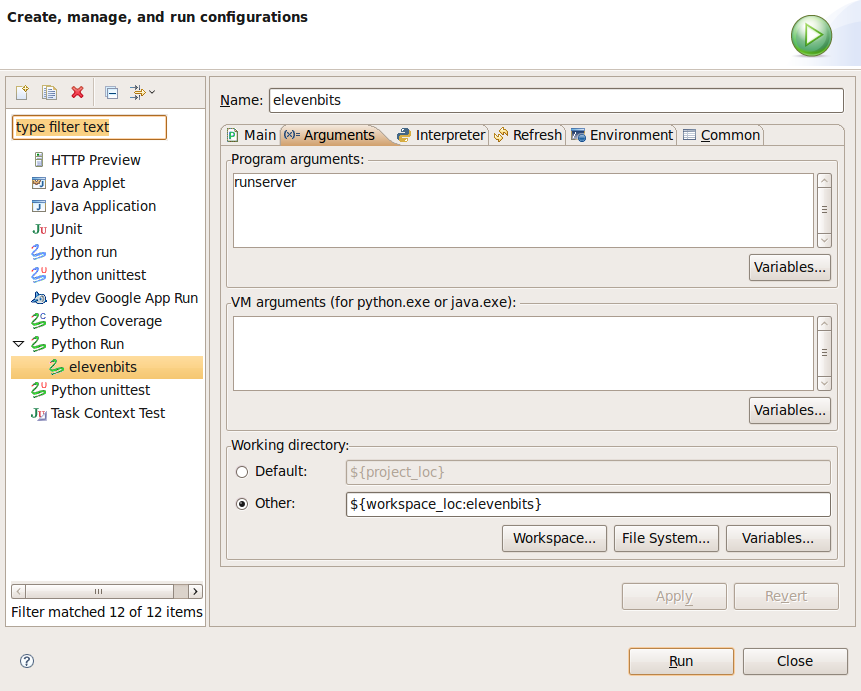 Create, manage, and run configurations
type filter text
HTTP Preview
Java Applet
Java Application
JUnit
Jython run
Jython unittest
Pydev Google App Run
Python Coverage
Python Run
elevenbits
Python unittest
Task Context Test
Filter matched 12 of 12 items
Name: elevenbits
Main (x)= Arguments Interpreter Refresh Environment Common
Program arguments:
runserver
Variables...
VM arguments (for python.exe or java.exe):
Variables...
Working directory:
Default: ${project_loc}
Other: ${workspace_loc:elevenbits}
Workspace... File System... Variables...
Apply Revert
Run Close